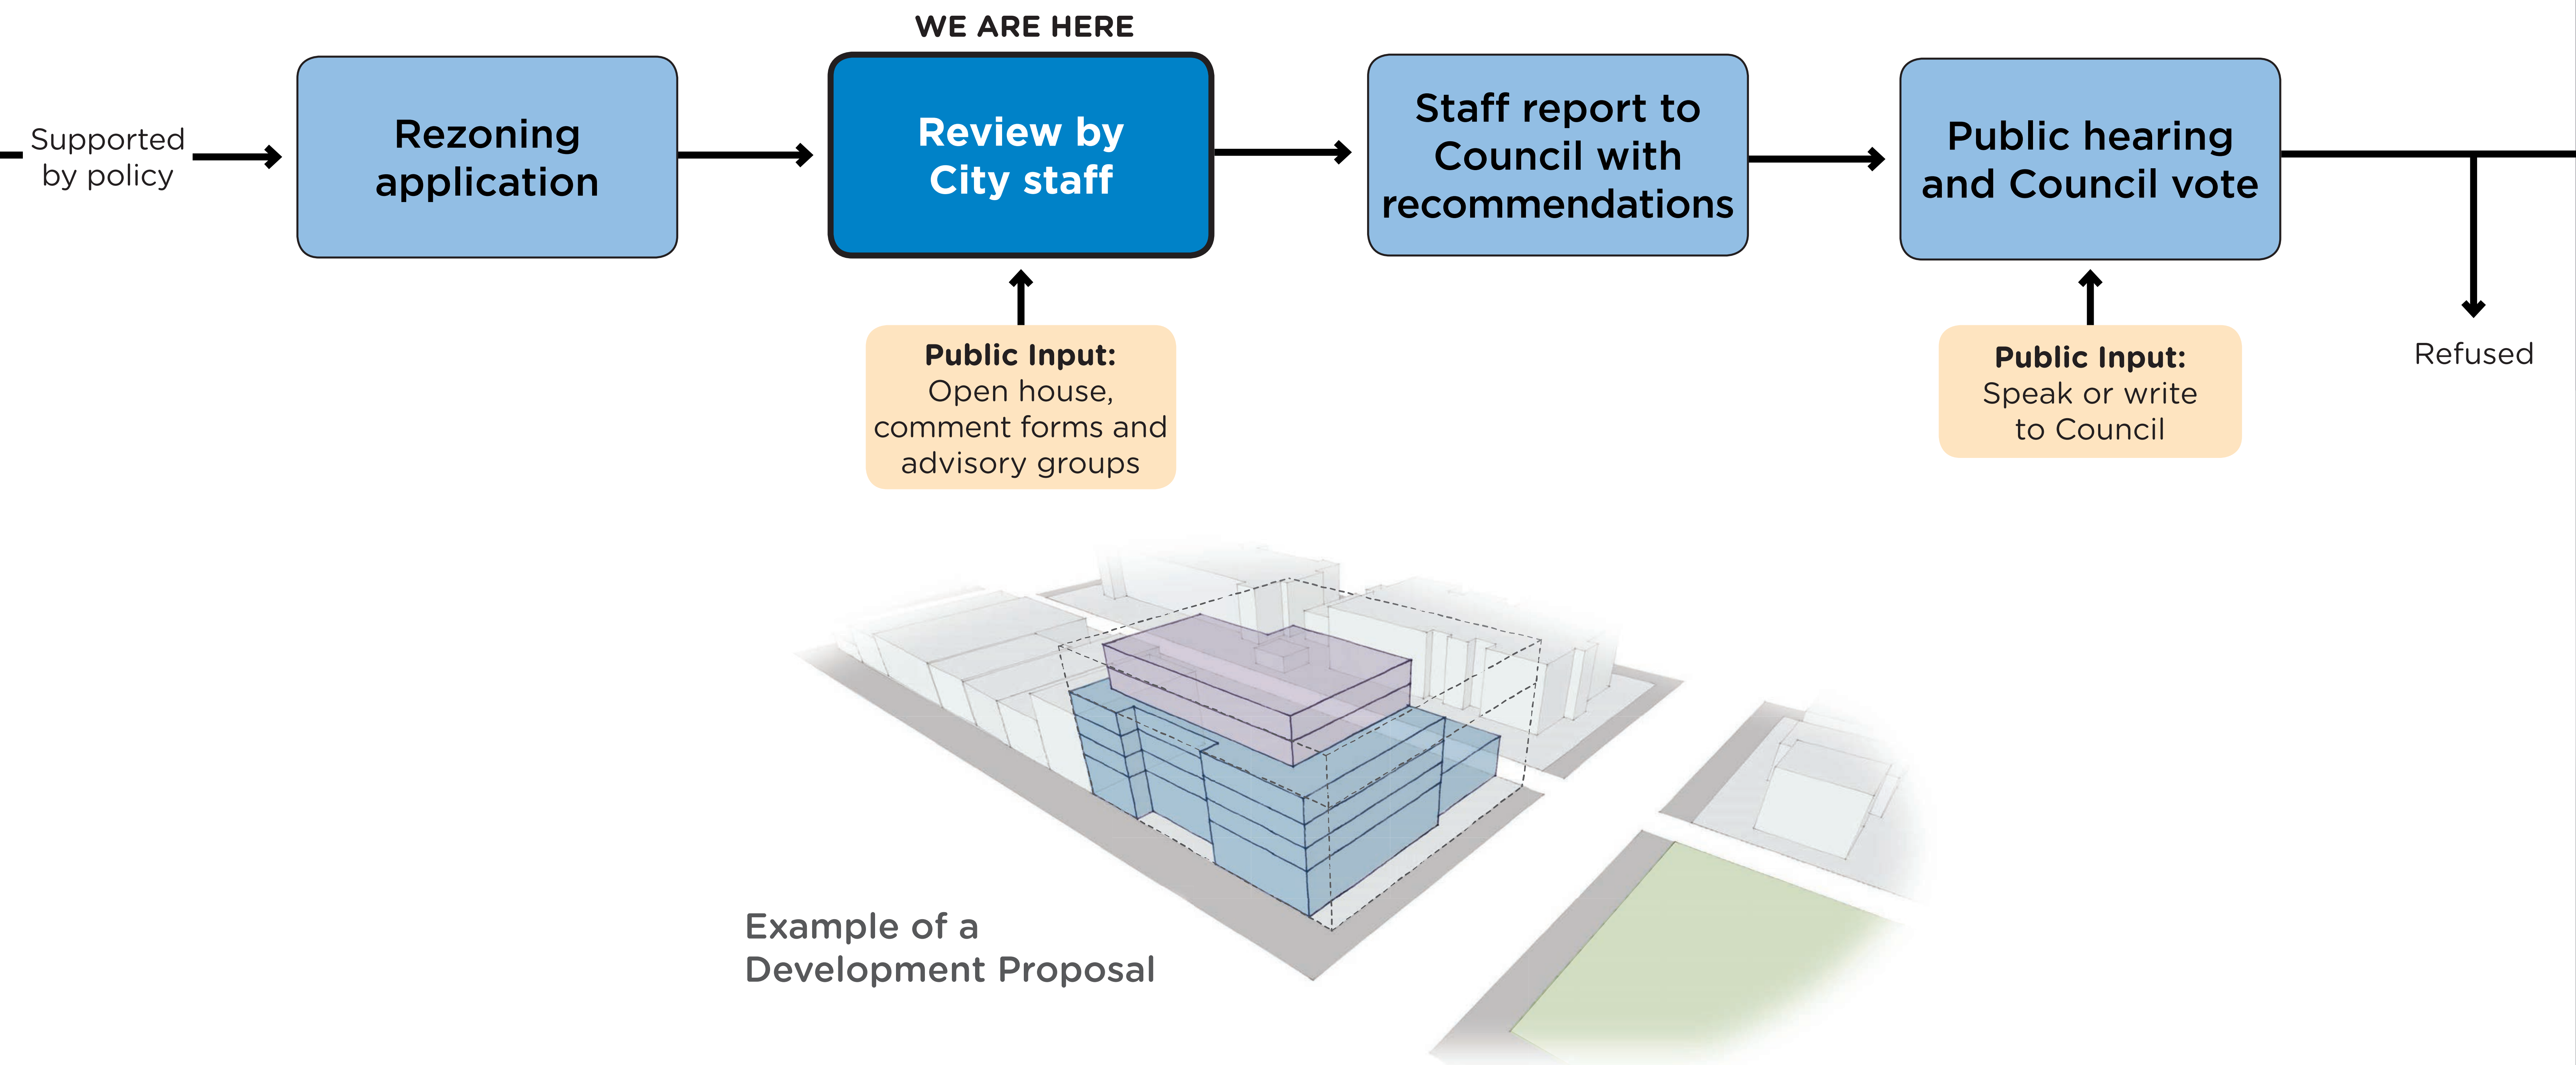 WE ARE HERE
Supported
by policy
Rezoning
application
Review by
City staff
Staff report to
Council with
recommendations
Public hearing
and Council vote
Public Input:
Open house,
comment forms and
advisory groups
Public Input:
Speak or write
to Council
Refused
Example of a
Development Proposal